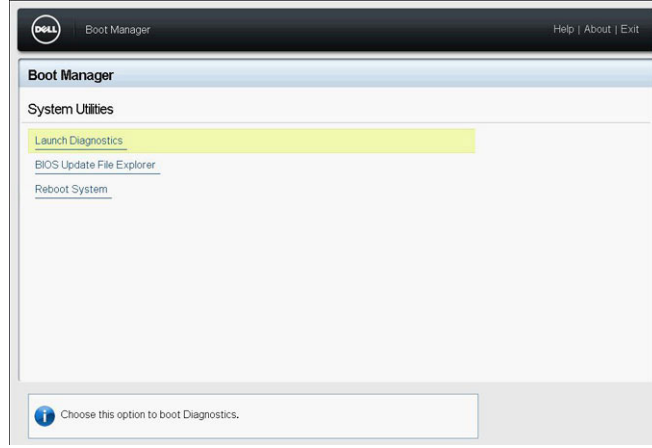 DELL
Boot Manager
Help | About | Exit
Boot Manager
System Utilities
Launch Diagnostics
BIOS Update File Explorer
Reboot System
Choose this option to boot Diagnostics.